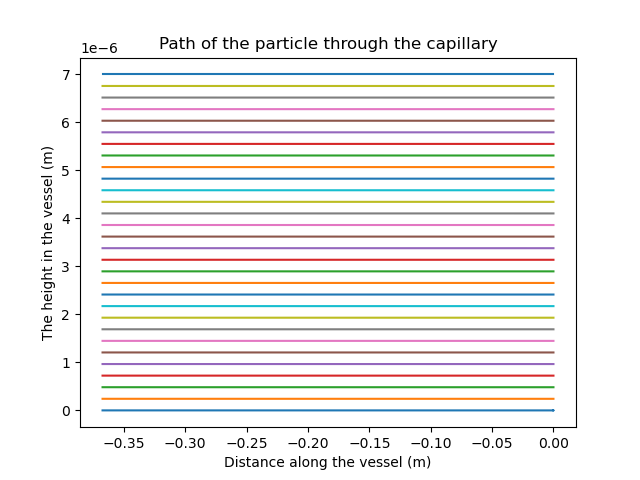 Path of the particle through the capillary
1e−6
7
6
5
4
3
2
1
0
The height in the vessel (m)
−0.35 −0.30 −0.25 −0.20 −0.15 −0.10 −0.05 0.00
Distance along the vessel (m)